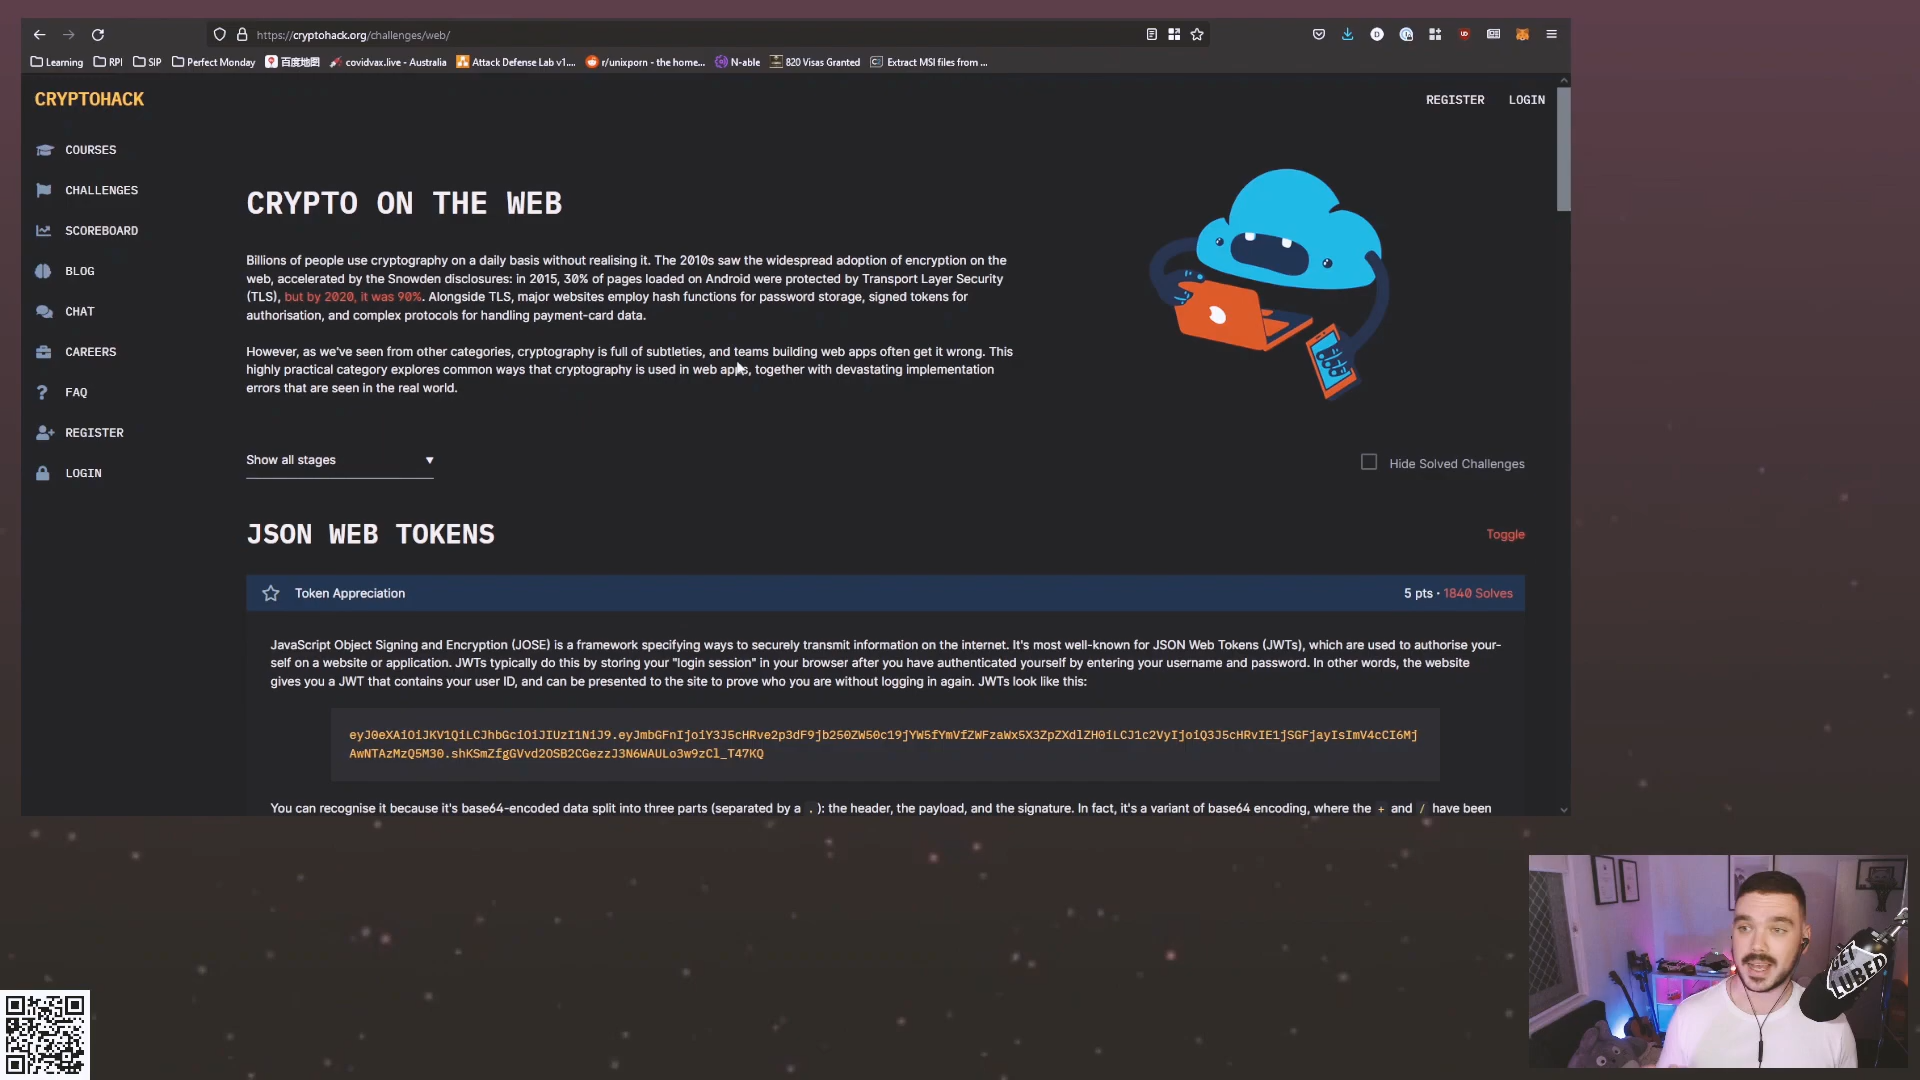 https://cryptohack.org/challenges/web/
Learning RPI SIP Perfect Monday 百度地图 covidvax.live - Australia Attack Defense Lab v1.... r/unixporn - the home... N-able 820 Visas Granted Extract MSI files from ...
CRYPTOHACK
REGISTER LOGIN
COURSES
CHALLENGES
SCOREBOARD
BLOG
CHAT
CAREERS
FAQ
REGISTER
LOGIN
CRYPTO ON THE WEB
Billions of people use cryptography on a daily basis without realising it. The 2010s saw the widespread adoption of encryption on the
web, accelerated by the Snowden disclosures: in 2015, 30% of pages loaded on Android were protected by Transport Layer Security
(TLS), but by 2020, it was 90%. Alongside TLS, major websites employ hash functions for password storage, signed tokens for
authorisation, and complex protocols for handling payment-card data.
However, as we've seen from other categories, cryptography is full of subtleties, and teams building web apps often get it wrong. This
highly practical category explores common ways that cryptography is used in web apps, together with devastating implementation
errors that are seen in the real world.
Show all stages
Hide Solved Challenges
JSON WEB TOKENS
Toggle
Token Appreciation
5 pts · 1840 Solves
JavaScript Object Signing and Encryption (JOSE) is a framework specifying ways to securely transmit information on the internet. It's most well-known for JSON Web Tokens (JWTs), which are used to authorise your-
self on a website or application. JWTs typically do this by storing your "login session" in your browser after you have authenticated yourself by entering your username and password. In other words, the website
gives you a JWT that contains your user ID, and can be presented to the site to prove who you are without logging in again. JWTs look like this:
eyJ0eXAiOiJKV1QiLCJhbGciOiJIUzI1NiJ9.eyJmbGFnIjoiY3J5cHRve2p3dF9jb250ZW50c19jYW5fYmVfZWFzaWx5X3ZpZXdlZH0iLCJ1c2VyIjoiQ3J5cHRvIE1jSGFjayIsImV4cCI6Mj
AwNTAzMzQ5M30.shKSmZfgGVvd2OSB2CGezzJ3N6WAULo3w9zCl_T47KQ
You can recognise it because it's base64-encoded data split into three parts (separated by a . ): the header, the payload, and the signature. In fact, it's a variant of base64 encoding, where the + and / have been
GET
LUBED